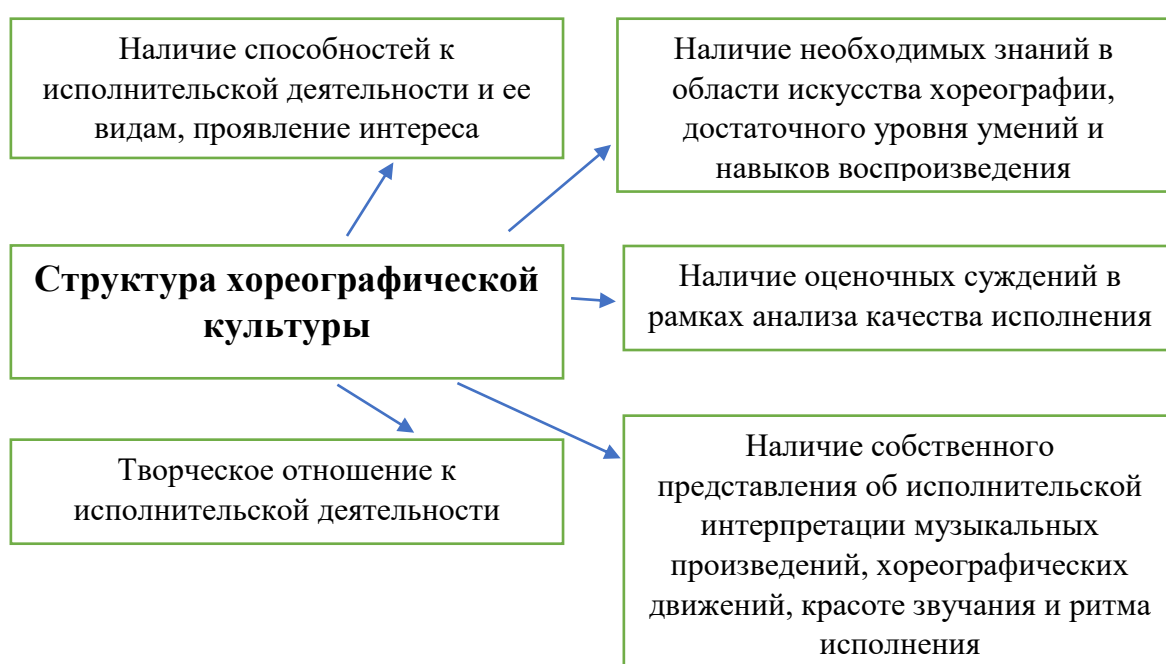 Наличие способностей к
исполнительской деятельности и ее
видам, проявление интереса
Наличие необходимых знаний в
области искусства хореографии,
достаточного уровня умений и
навыков воспроизведения
Структура хореографической
культуры
Наличие оценочных суждений в
рамках анализа качества исполнения
Творческое отношение к
исполнительской деятельности
Наличие собственного
представления об исполнительской
интерпретации музыкальных
произведений, хореографических
движений, красоте звучания и ритма
исполнения